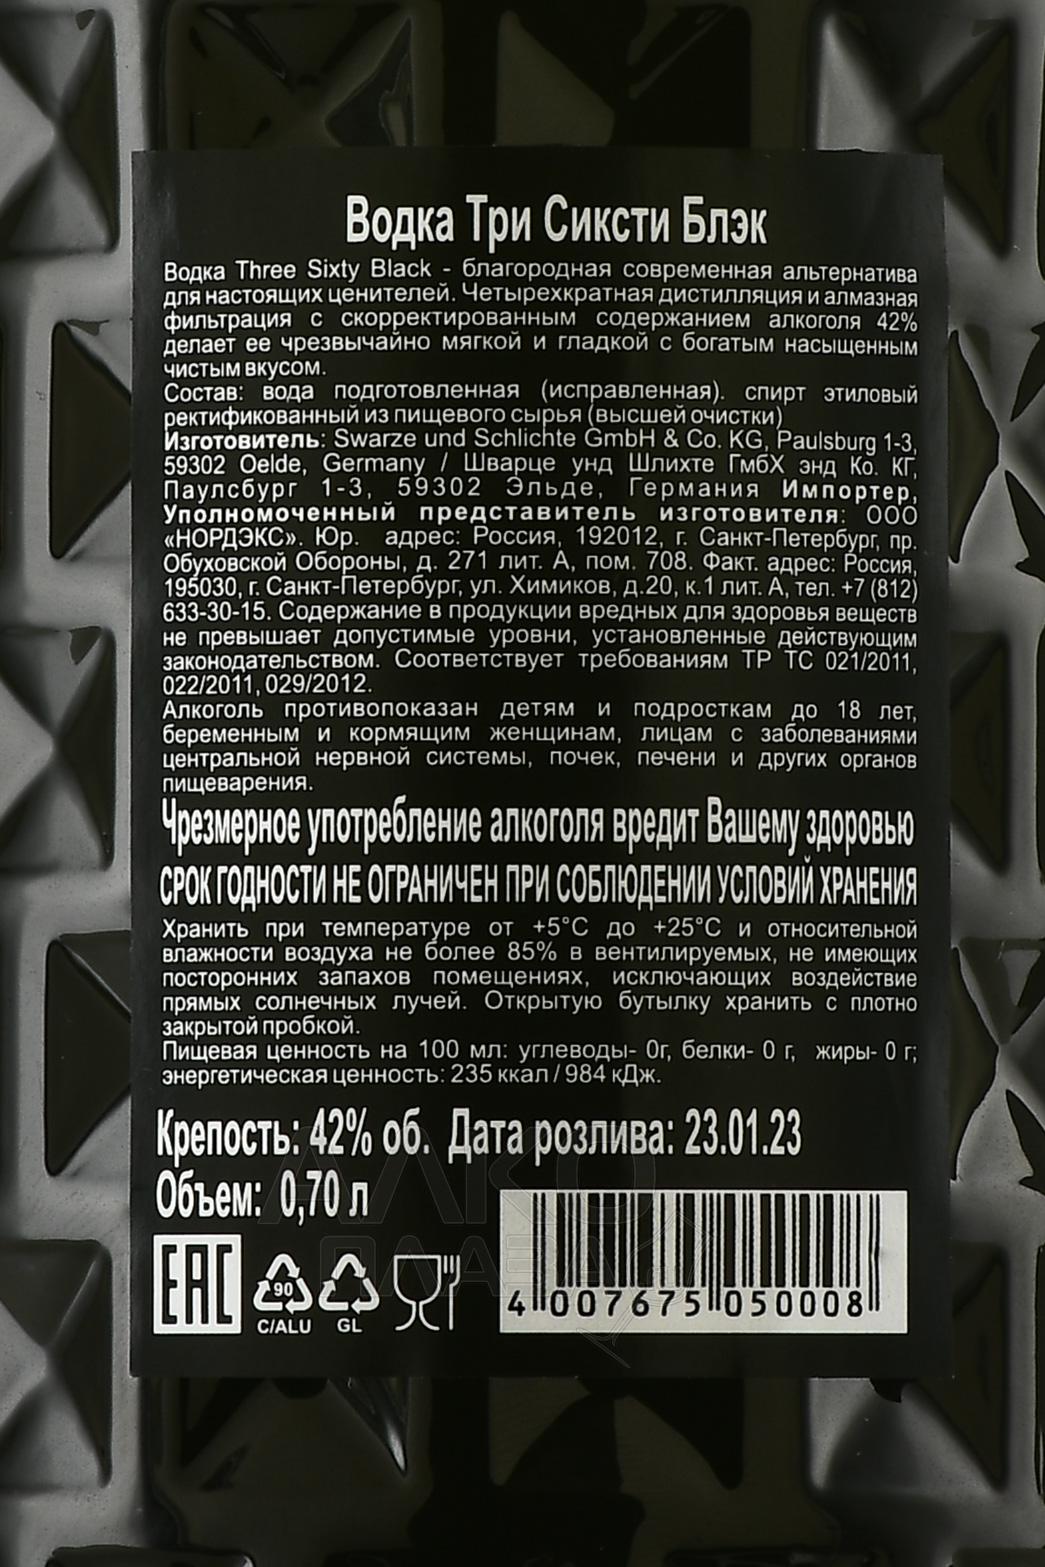 Водка Три Сиксти Блэк
Водка Three Sixty Black - благородная современная альтернатива
для настоящих ценителей. Четырехкратная дистилляция и алмазная
фильтрация с скорректированным содержанием алкоголя 42%
делает ее чрезвычайно мягкой и гладкой с богатым насыщенным
чистым вкусом.
Состав: вода подготовленная (исправленная). спирт этиловый
ректификованный из пищевого сырья (высшей очистки)
Изготовитель: Swarze und Schlichte GmbH & Co. KG, Paulsburg 1-3,
59302 Oelde, Germany / Шварце унд Шлихте ГмбХ энд Ко. КГ,
Паулсбург 1-3, 59302 Эльде, Германия Импортер,
Уполномоченный представитель изготовителя: ООО
«НОРДЭКС». Юр. адрес: Россия, 192012, г. Санкт-Петербург, пр.
Обуховской Обороны, д. 271 лит. А, пом. 708. Факт. адрес: Россия,
195030, г. Санкт-Петербург, ул. Химиков, д.20, к.1 лит. А, тел. +7 (812)
633-30-15. Содержание в продукции вредных для здоровья веществ
не превышает допустимые уровни, установленные действующим
законодательством. Соответствует требованиям ТР ТС 021/2011,
022/2011, 029/2012.
Алкоголь противопоказан детям и подросткам до 18 лет,
беременным и кормящим женщинам, лицам с заболеваниями
центральной нервной системы, почек, печени и других органов
пищеварения.
Чрезмерное употребление алкоголя вредит Вашему здоровью
СРОК ГОДНОСТИ НЕ ОГРАНИЧЕН ПРИ СОБЛЮДЕНИИ УСЛОВИЙ ХРАНЕНИЯ
Хранить при температуре от +5°С до +25°С и относительной
влажности воздуха не более 85% в вентилируемых, не имеющих
посторонних запахов помещениях, исключающих воздействие
прямых солнечных лучей. Открытую бутылку хранить с плотно
закрытой пробкой.
Пищевая ценность на 100 мл: углеводы- 0г, белки- 0 г, жиры- 0 г;
энергетическая ценность: 235 ккал / 984 кДж.
Крепость: 42% об. Дата розлива: 23.01.23
Объем: 0,70 л
АЛКО
ПЛАЗА
EAC
90
C/ALU GL
4 007675 050008